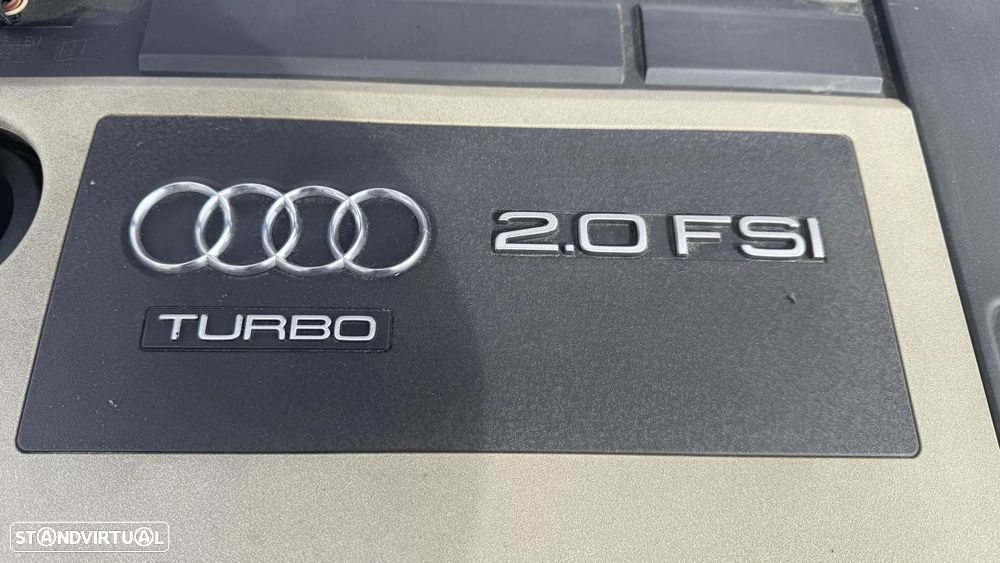 2.0 FSI
TURBO
STANDVIRTUAL